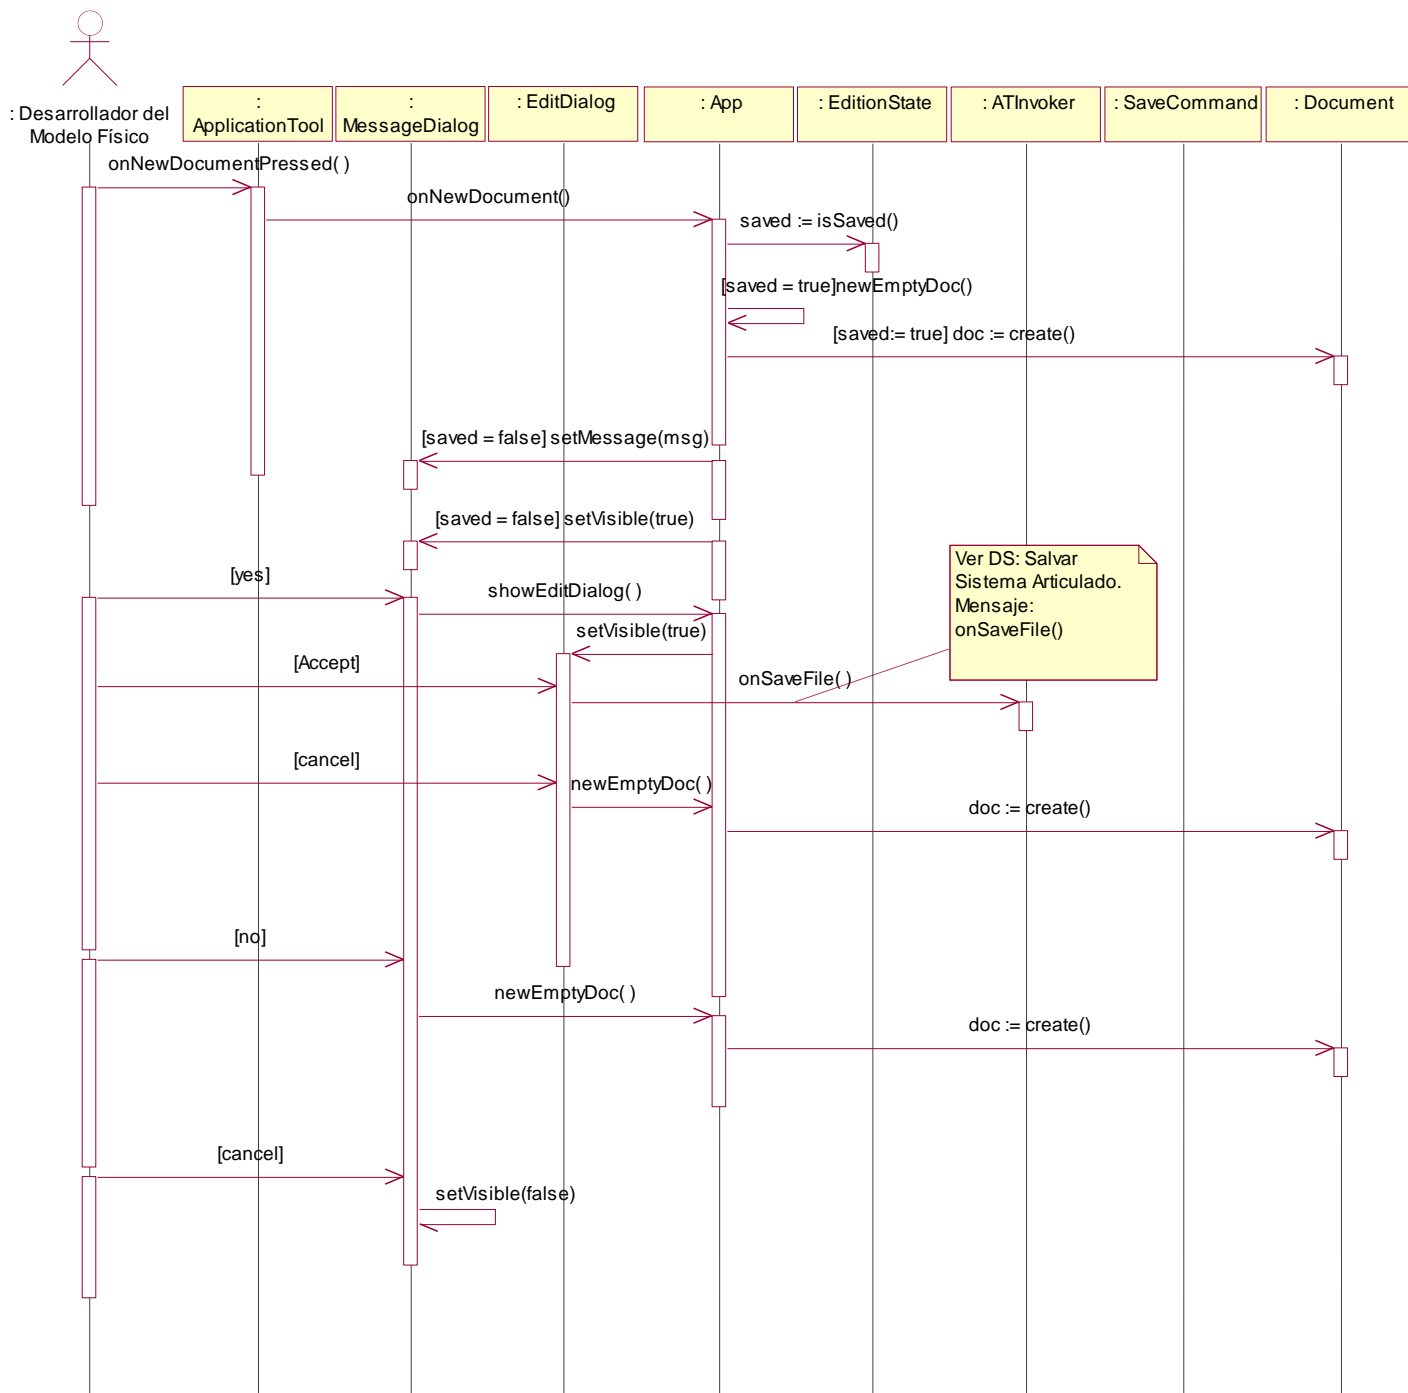 : Desarrollador del
Modelo Físico
:
ApplicationTool
:
MessageDialog
: EditDialog
: App
: EditionState
: ATInvoker
: SaveCommand
: Document
onNewDocumentPressed( )
onNewDocument()
saved := isSaved()
[saved = true]newEmptyDoc()
[saved:= true] doc := create()
[saved = false] setMessage(msg)
[saved = false] setVisible(true)
Ver DS: Salvar
Sistema Articulado.
Mensaje:
onSaveFile()
[yes]
showEditDialog( )
setVisible(true)
[Accept]
onSaveFile( )
[cancel]
newEmptyDoc( )
doc := create()
[no]
newEmptyDoc( )
doc := create()
[cancel]
setVisible(false)